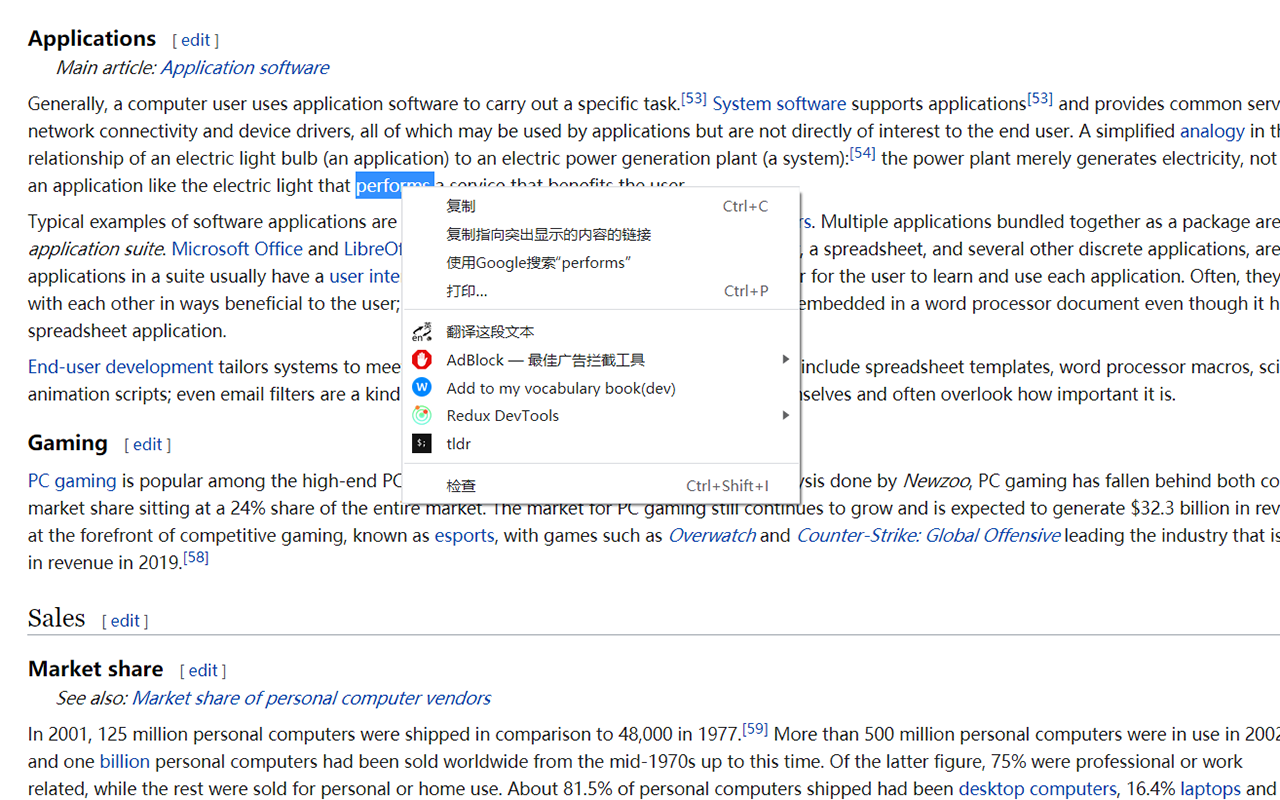 Applications [ edit ]
Main article: Application software
Generally, a computer user uses application software to carry out a specific task.[53] System software supports applications[53] and provides common serv
network connectivity and device drivers, all of which may be used by applications but are not directly of interest to the end user. A simplified analogy in th
relationship of an electric light bulb (an application) to an electric power generation plant (a system):[54] the power plant merely generates electricity, not
an application like the electric light that performs a service that benefits the user.
复制 Ctrl+C
复制指向突出显示的内容的链接
使用Google搜索“performs”
打印... Ctrl+P
翻译这段文本
AdBlock — 最佳广告拦截工具
Add to my vocabulary book(dev)
Redux DevTools
tldr
检查 Ctrl+Shift+I
Typical examples of software applications are rs. Multiple applications bundled together as a package are
application suite. Microsoft Office and LibreOf , a spreadsheet, and several other discrete applications, are
applications in a suite usually have a user inte r for the user to learn and use each application. Often, they
with each other in ways beneficial to the user; embedded in a word processor document even though it h
spreadsheet application.
End-user development tailors systems to mee include spreadsheet templates, word processor macros, sci
animation scripts; even email filters are a kind nselves and often overlook how important it is.
Gaming [ edit ]
PC gaming is popular among the high-end PC ysis done by Newzoo, PC gaming has fallen behind both co
market share sitting at a 24% share of the entire market. The market for PC gaming still continues to grow and is expected to generate $32.3 billion in rev
at the forefront of competitive gaming, known as esports, with games such as Overwatch and Counter-Strike: Global Offensive leading the industry that is
in revenue in 2019.[58]
Sales [ edit ]
Market share [ edit ]
See also: Market share of personal computer vendors
In 2001, 125 million personal computers were shipped in comparison to 48,000 in 1977.[59] More than 500 million personal computers were in use in 2002
and one billion personal computers had been sold worldwide from the mid-1970s up to this time. Of the latter figure, 75% were professional or work
related, while the rest were sold for personal or home use. About 81.5% of personal computers shipped had been desktop computers, 16.4% laptops and